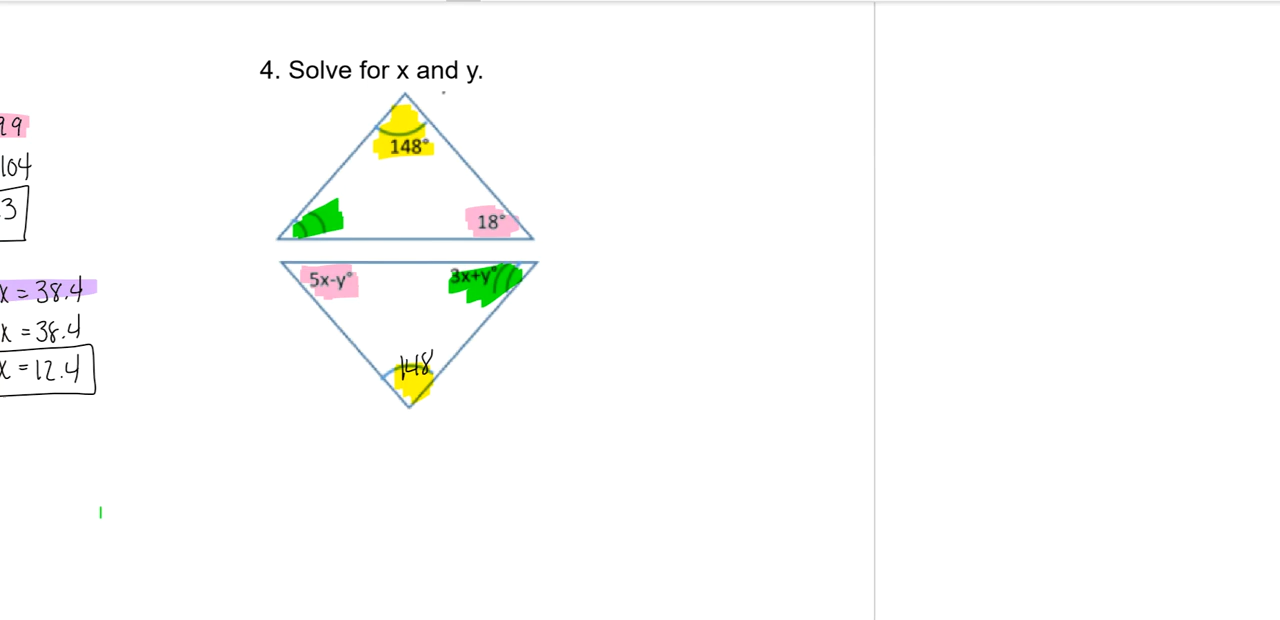 4. Solve for x and y.
99
104
3
148°
18°
x = 38.4
5x-y°
3x+y°
x = 38.4
148
x = 12.4